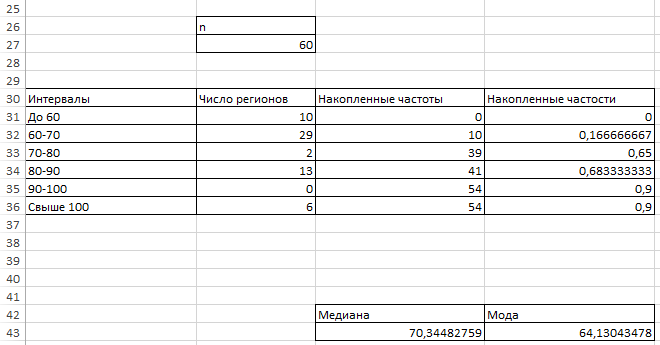 25
26 n
27 60
28
29
30 Интервалы Число регионов Накопленные частоты Накопленные частости
31 До 60 10 0 0
32 60-70 29 10 0,166666667
33 70-80 2 39 0,65
34 80-90 13 41 0,683333333
35 90-100 0 54 0,9
36 Свыше 100 6 54 0,9
37
38
39
40
41
42 Медиана Мода
43 70,34482759 64,13043478